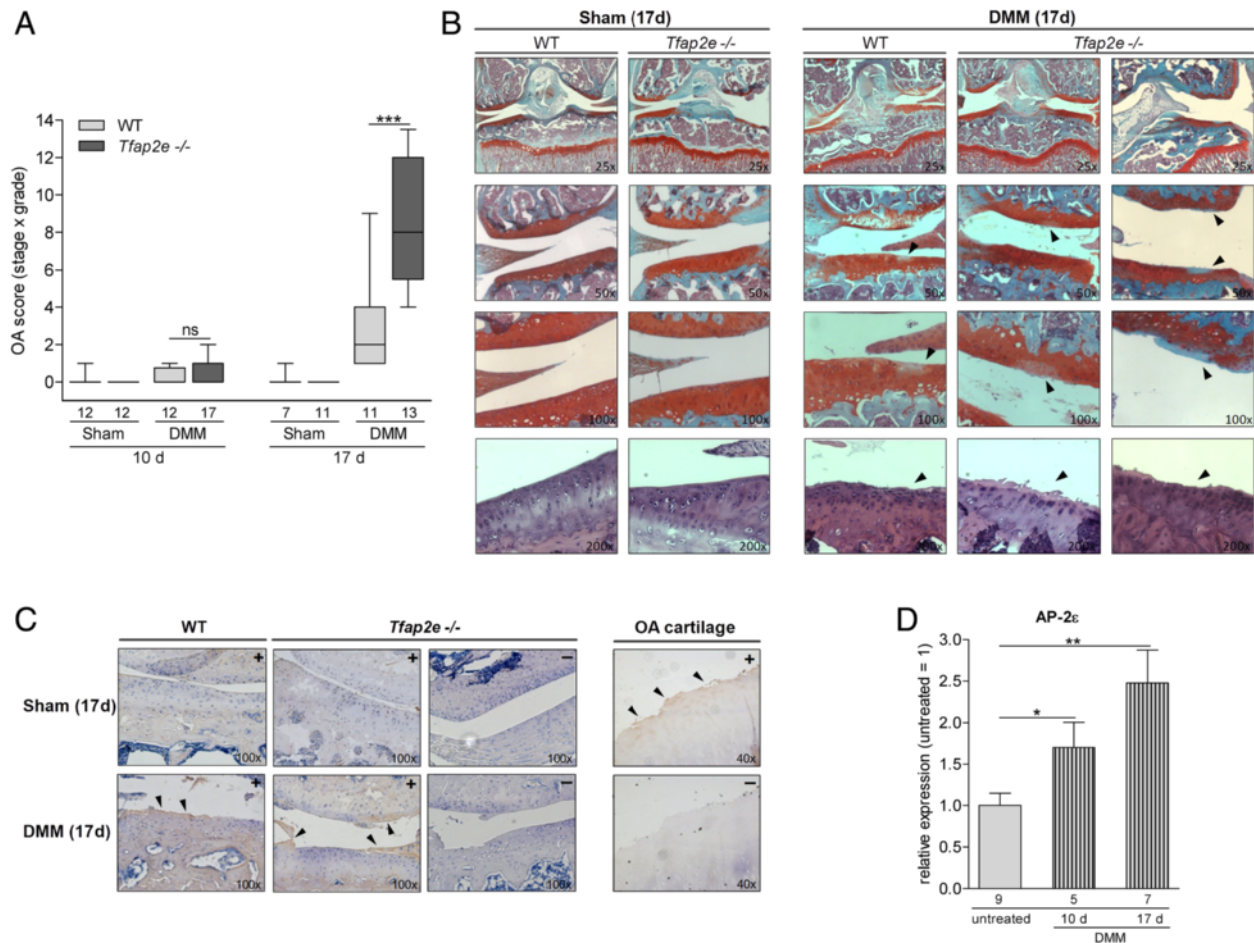 A
OA score (stage x grade)
14
12
10
8
6
4
2
0
WT
Tfap2e -/-
ns
***
12 12 12 17 7 11 11 13
Sham DMM Sham DMM
10 d 17 d
B
Sham (17d) DMM (17d)
WT Tfap2e -/- WT Tfap2e -/-
25x 25x 25x 25x 25x
50x 50x 50x 50x 50x
100x 100x 100x 100x 100x
200x 200x 200x 200x
C
WT Tfap2e -/- OA cartilage
Sham (17d)
+ + – +
100x 100x 100x 40x
DMM (17d)
+ + – –
100x 100x 100x 40x
D
AP-2ε
relative expression (untreated = 1)
3.0
2.5
2.0
1.5
1.0
0.5
0.0
**
*
9 5 7
untreated 10 d 17 d
DMM